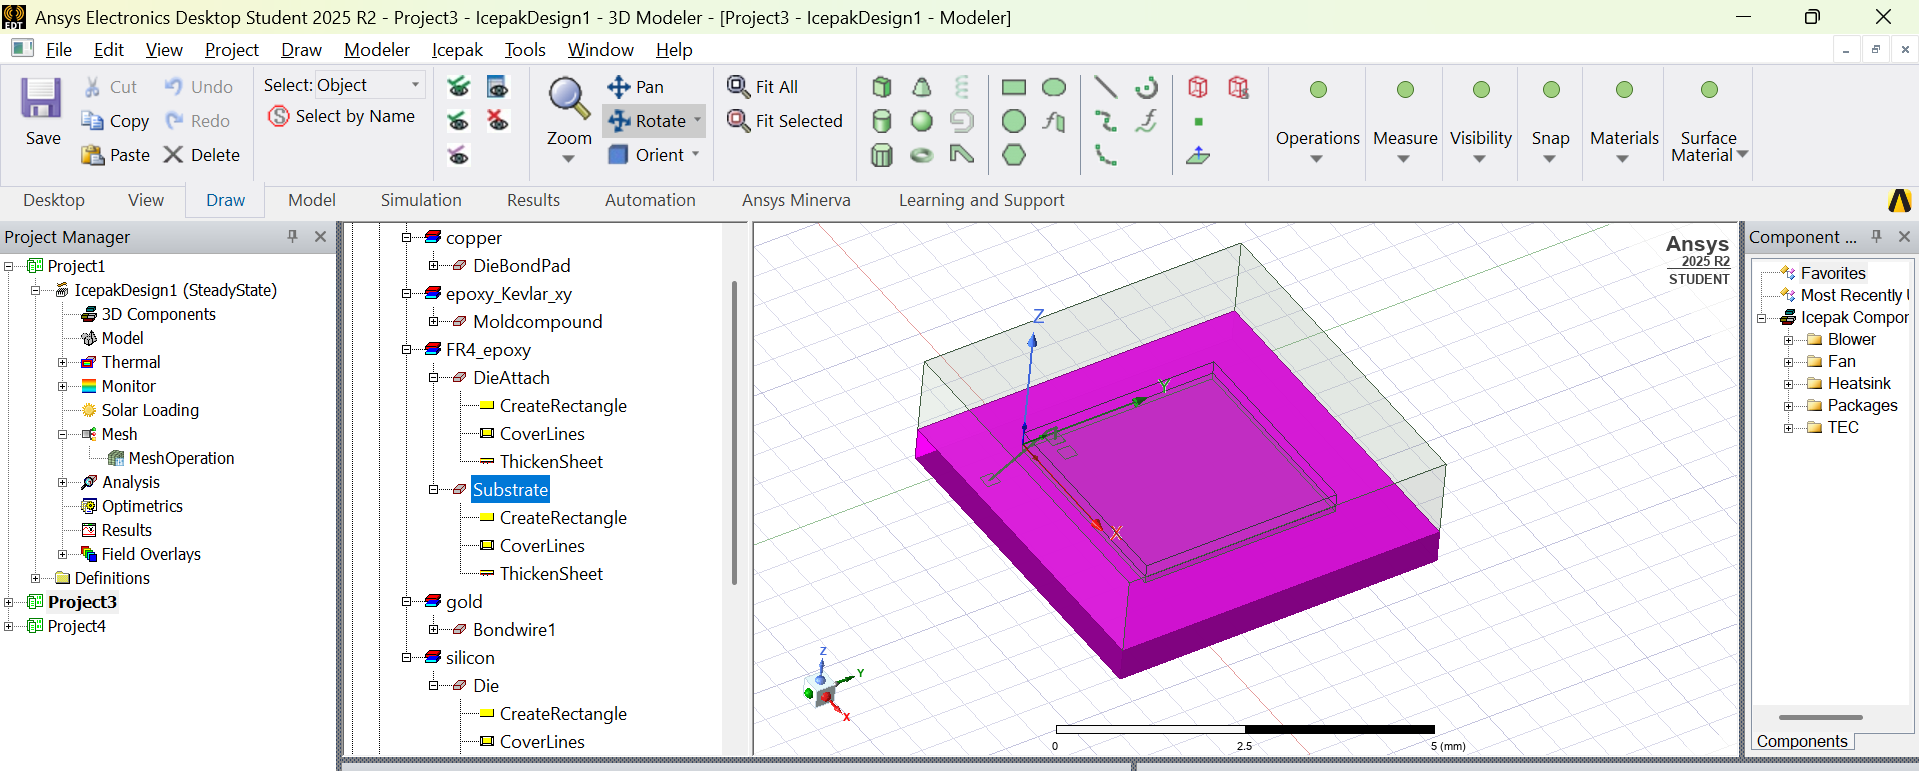 Ansys Electronics Desktop Student 2025 R2 - Project3 - IcepakDesign1 - 3D Modeler - [Project3 - IcepakDesign1 - Modeler]
EDT
File Edit View Project Draw Modeler Icepak Tools Window Help
Save
Cut
Copy
Paste
Undo
Redo
Delete
Select: Object
Select by Name
Zoom
Pan
Rotate
Orient
Fit All
Fit Selected
Operations
Measure
Visibility
Snap
Materials
Surface
Material
Desktop View Draw Model Simulation Results Automation Ansys Minerva Learning and Support
Project Manager
Project1
IcepakDesign1 (SteadyState)
3D Components
Model
Thermal
Monitor
Solar Loading
Mesh
MeshOperation
Analysis
Optimetrics
Results
Field Overlays
Definitions
Project3
Project4
copper
DieBondPad
epoxy_Kevlar_xy
Moldcompound
FR4_epoxy
DieAttach
CreateRectangle
CoverLines
ThickenSheet
Substrate
CreateRectangle
CoverLines
ThickenSheet
gold
Bondwire1
silicon
Die
CreateRectangle
CoverLines
Ansys
2025 R2
STUDENT
Z
Y
X
Z
Y
X
0 2.5 5 (mm)
Component ...
Favorites
Most Recently
Icepak Compor
Blower
Fan
Heatsink
Packages
TEC
Components